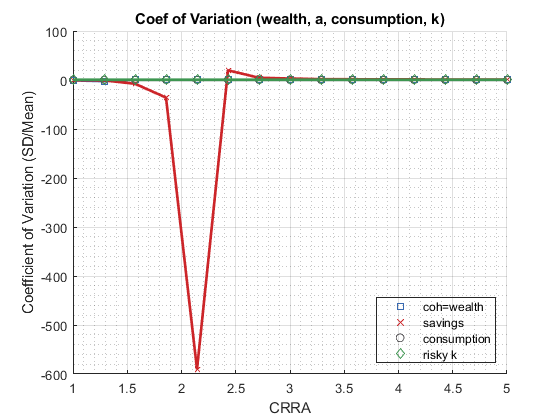 Coef of Variation (wealth, a, consumption, k)
100
0
-100
-200
-300
-400
-500
-600
Coefficient of Variation (SD/Mean)
1
1.5
2
2.5
3
3.5
4
4.5
5
CRRA
coh=wealth
savings
consumption
risky k